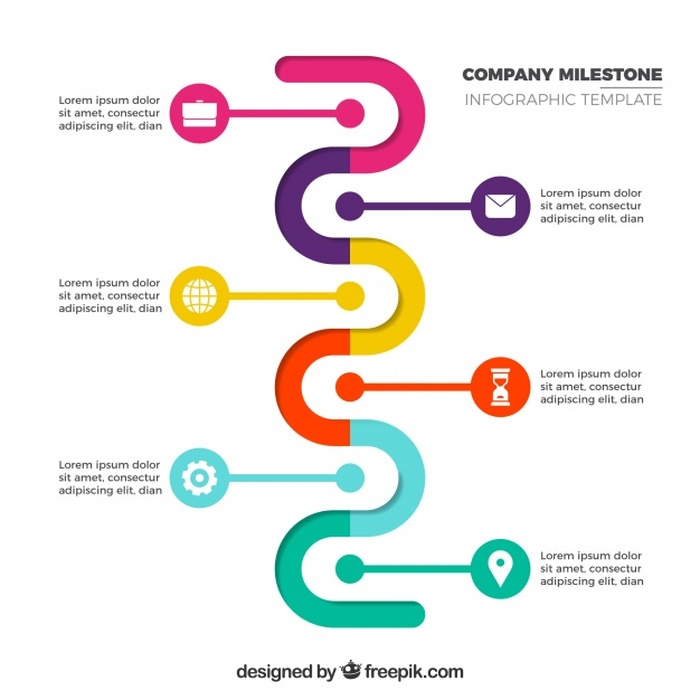 COMPANY MILESTONE
INFOGRAPHIC TEMPLATE
Lorem ipsum dolor
sit amet, consectur
adipiscing elit, dian
Lorem ipsum dolor
sit amet, consectur
adipiscing elit, dian
Lorem ipsum dolor
sit amet, consectur
adipiscing elit, dian
Lorem ipsum dolor
sit amet, consectur
adipiscing elit, dian
Lorem ipsum dolor
sit amet, consectur
adipiscing elit, dian
Lorem ipsum dolor
sit amet, consectur
adipiscing elit, dian
designed by freepik.com